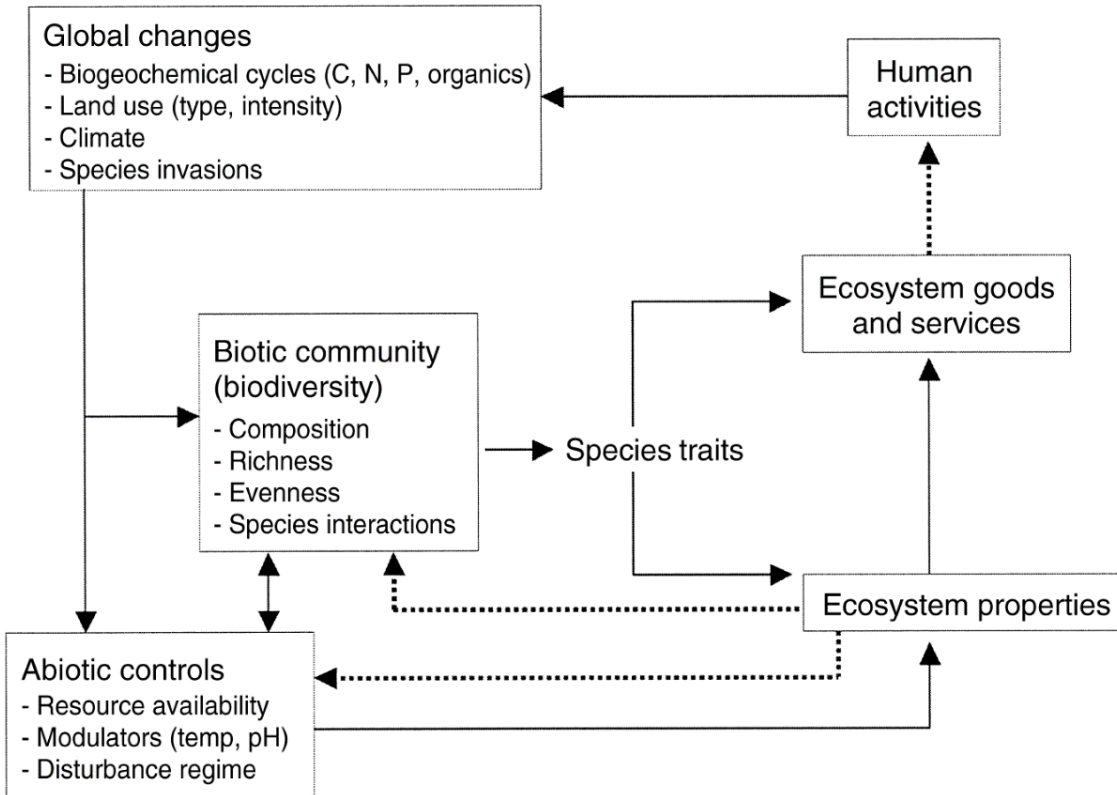 Global changes
- Biogeochemical cycles (C, N, P, organics)
- Land use (type, intensity)
- Climate
- Species invasions
Human
activities
Ecosystem goods
and services
Biotic community
(biodiversity)
- Composition
- Richness
- Evenness
- Species interactions
Species traits
Ecosystem properties
Abiotic controls
- Resource availability
- Modulators (temp, pH)
- Disturbance regime